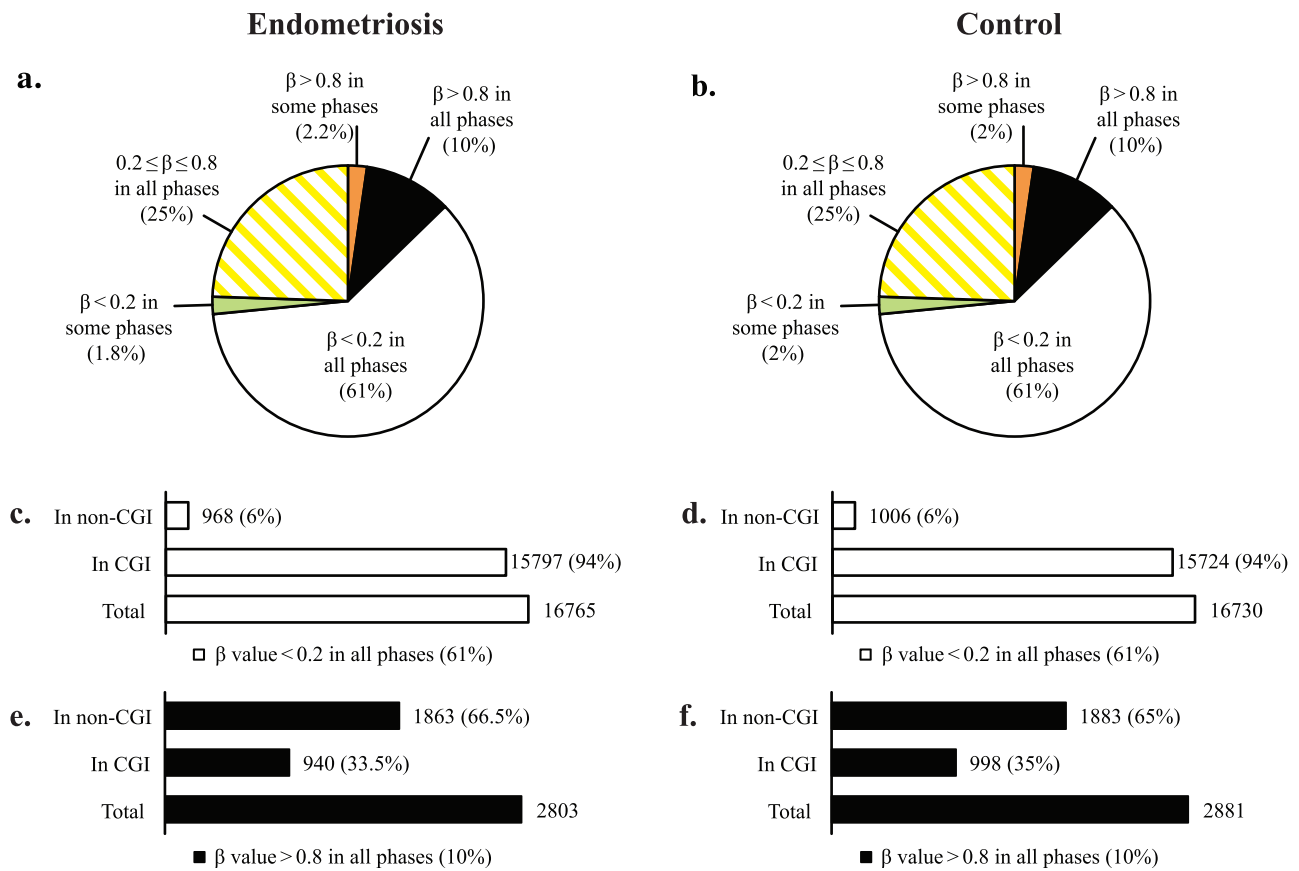 Endometriosis
Control
a.
β > 0.8 in
some phases
(2.2%)
β > 0.8 in
all phases
(10%)
0.2 ≤ β ≤ 0.8
in all phases
(25%)
β < 0.2 in
some phases
(1.8%)
β < 0.2 in
all phases
(61%)
b.
β > 0.8 in
some phases
(2%)
β > 0.8 in
all phases
(10%)
0.2 ≤ β ≤ 0.8
in all phases
(25%)
β < 0.2 in
some phases
(2%)
β < 0.2 in
all phases
(61%)
c.
In non-CGI 968 (6%)
In CGI 15797 (94%)
Total 16765
β value < 0.2 in all phases (61%)
d.
In non-CGI 1006 (6%)
In CGI 15724 (94%)
Total 16730
β value < 0.2 in all phases (61%)
e.
In non-CGI 1863 (66.5%)
In CGI 940 (33.5%)
Total 2803
β value > 0.8 in all phases (10%)
f.
In non-CGI 1883 (65%)
In CGI 998 (35%)
Total 2881
β value > 0.8 in all phases (10%)